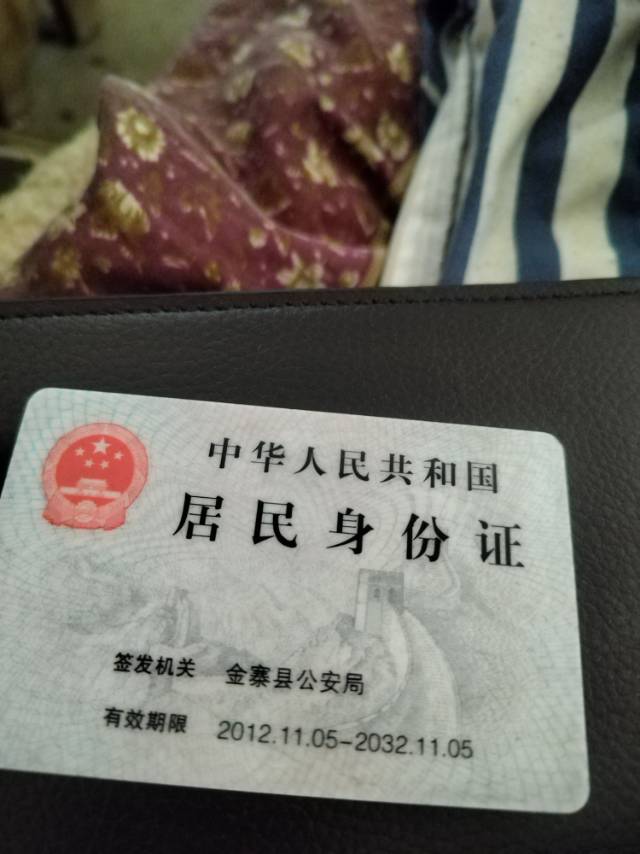 中华人民共和国
居民身份证
签发机关 金寨县公安局
有效期限 2012.11.05-2032.11.05